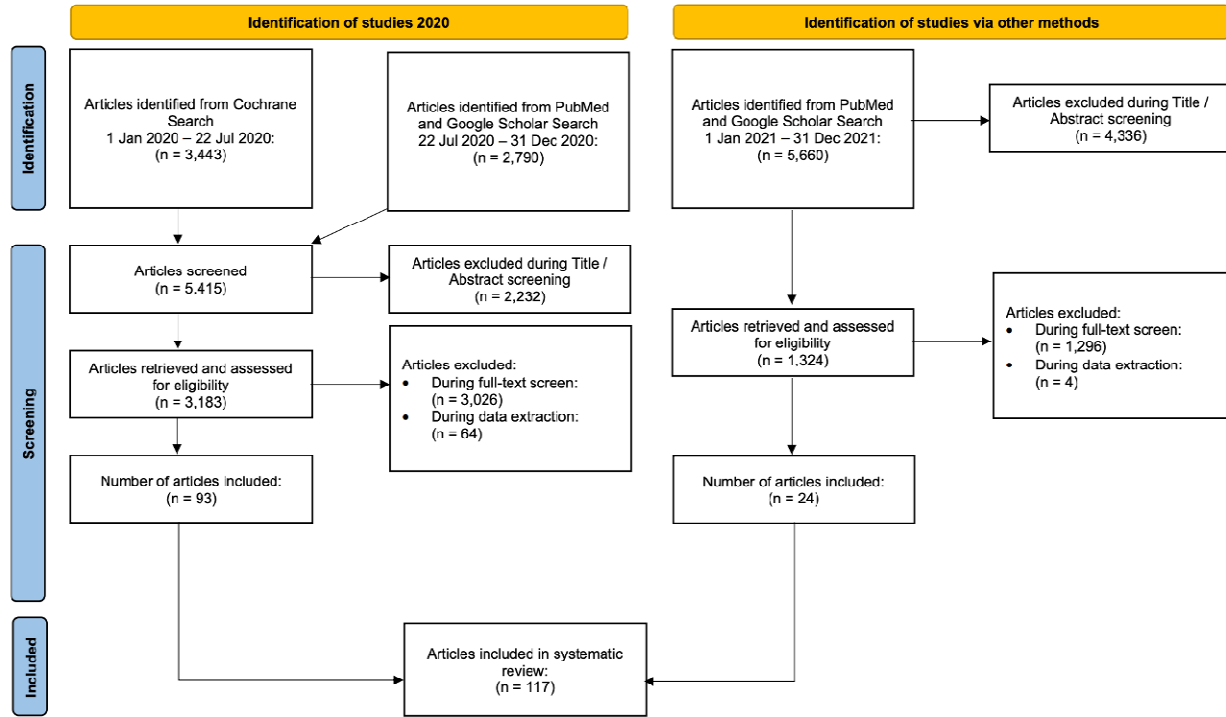 Identification of studies 2020
Identification of studies via other methods
Identification
Articles identified from Cochrane
Search
1 Jan 2020 – 22 Jul 2020:
(n = 3,443)
Articles identified from PubMed
and Google Scholar Search
22 Jul 2020 – 31 Dec 2020:
(n = 2,790)
Articles identified from PubMed
and Google Scholar Search
1 Jan 2021 – 31 Dec 2021:
(n = 5,660)
Articles excluded during Title /
Abstract screening
(n = 4,336)
Screening
Articles screened
(n = 5.415)
Articles excluded during Title /
Abstract screening
(n = 2,232)
Articles retrieved and assessed
for eligibility
(n = 3,183)
Articles excluded:
• During full-text screen:
(n = 3,026)
• During data extraction:
(n = 64)
Articles retrieved and assessed
for eligibility
(n = 1,324)
Articles excluded:
• During full-text screen:
(n = 1,296)
• During data extraction:
(n = 4)
Number of articles included:
(n = 93)
Number of articles included:
(n = 24)
Included
Articles included in systematic
review:
(n = 117)